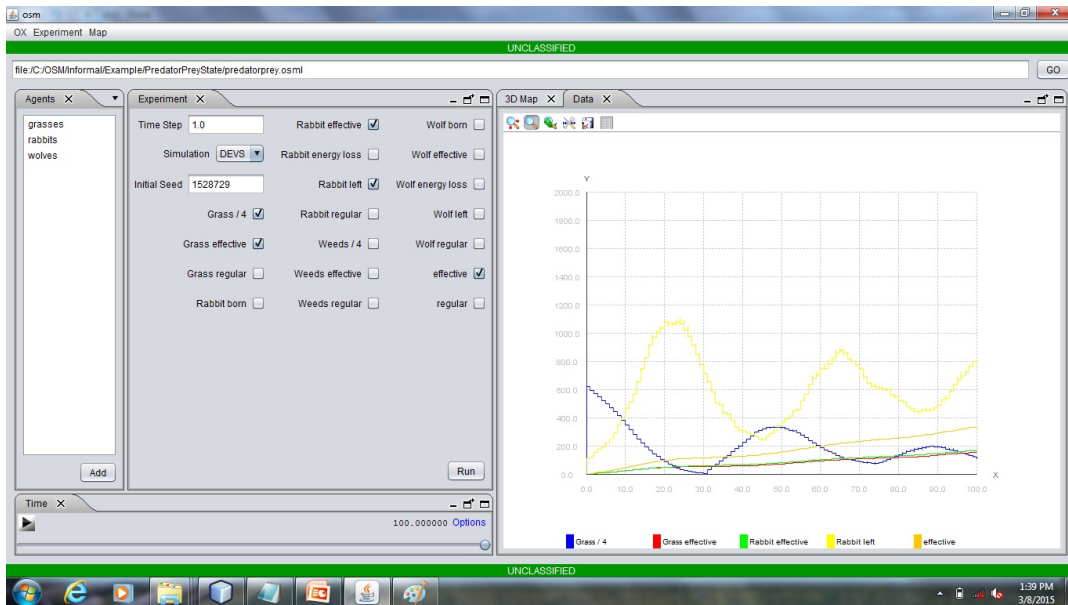 osm
OX Experiment Map
UNCLASSIFIED
file:/C:/OSM/Informal/Example/PredatorPreyState/predatorprey.osml
GO
Agents
grasses
rabbits
wolves
Add
Experiment
Time Step 1.0 Rabbit effective Wolf born
Simulation DEVS Rabbit energy loss Wolf effective
Initial Seed 1528729 Rabbit left Wolf energy loss
Grass / 4 Rabbit regular Wolf left
Grass effective Weeds / 4 Wolf regular
Grass regular Weeds effective effective
Rabbit born Weeds regular regular
Run
Time
100.000000 Options
3D Map Data
Y
2000.0
1800.0
1600.0
1400.0
1200.0
1000.0
800.0
600.0
400.0
200.0
0.0
X
0.0 10.0 20.0 30.0 40.0 50.0 60.0 70.0 80.0 90.0 100.0
Grass / 4 Grass effective Rabbit effective Rabbit left effective
UNCLASSIFIED
1:39 PM
3/8/2015